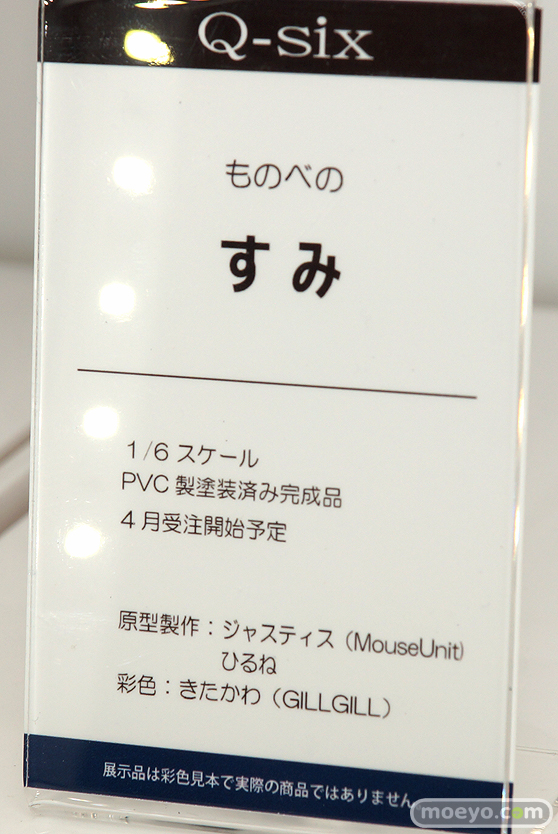 Q-six
ものべの
すみ
1/6 スケール
PVC 製塗装済み完成品
4月受注開始予定
原型製作：ジャスティス（MouseUnit）
ひるね
彩色：きたかわ（GILLGILL）
展示品は彩色見本で実際の商品ではありません
moeyo.com